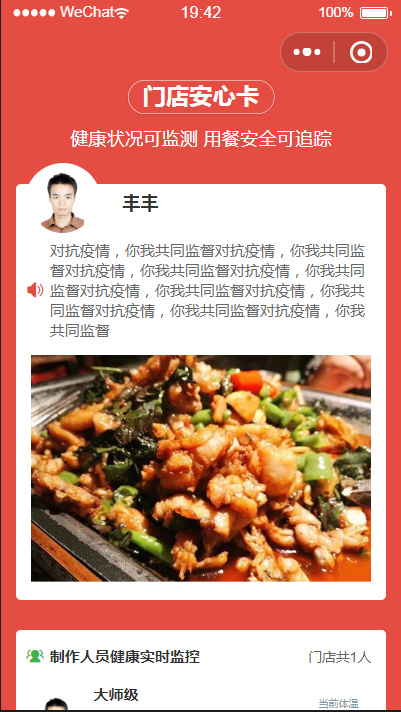 WeChat 19:42 100%
门店安心卡
健康状况可监测 用餐安全可追踪
丰丰
对抗疫情，你我共同监督对抗疫情，你我共同监
督对抗疫情，你我共同监督对抗疫情，你我共同
监督对抗疫情，你我共同监督对抗疫情，你我共
同监督对抗疫情，你我共同监督对抗疫情，你我
共同监督
制作人员健康实时监控 门店共1人
大师级
当前体温